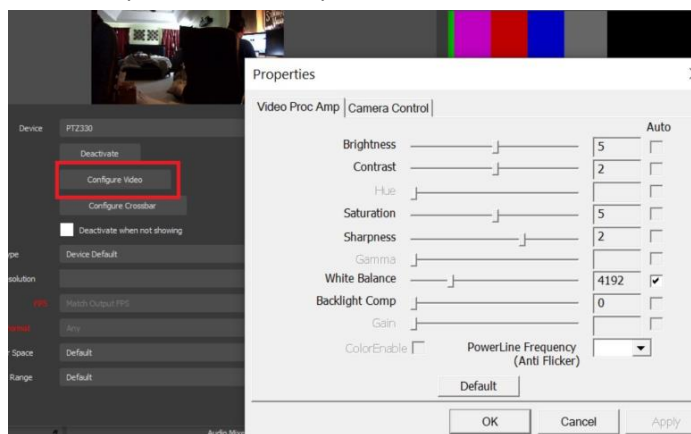 Device
PTZ330
Deactivate
Configure Video
Configure Crossbar
Deactivate when not showing
ype
Device Default
solution
FPS
Match Output FPS
Any
r Space
Default
Range
Default
Properties
Video Proc Amp
Camera Control
Auto
Brightness
5
Contrast
2
Hue
Saturation
5
Sharpness
2
Gamma
White Balance
4192
Backlight Comp
0
Gain
ColorEnable
PowerLine Frequency
(Anti Flicker)
Default
OK
Cancel
Apply